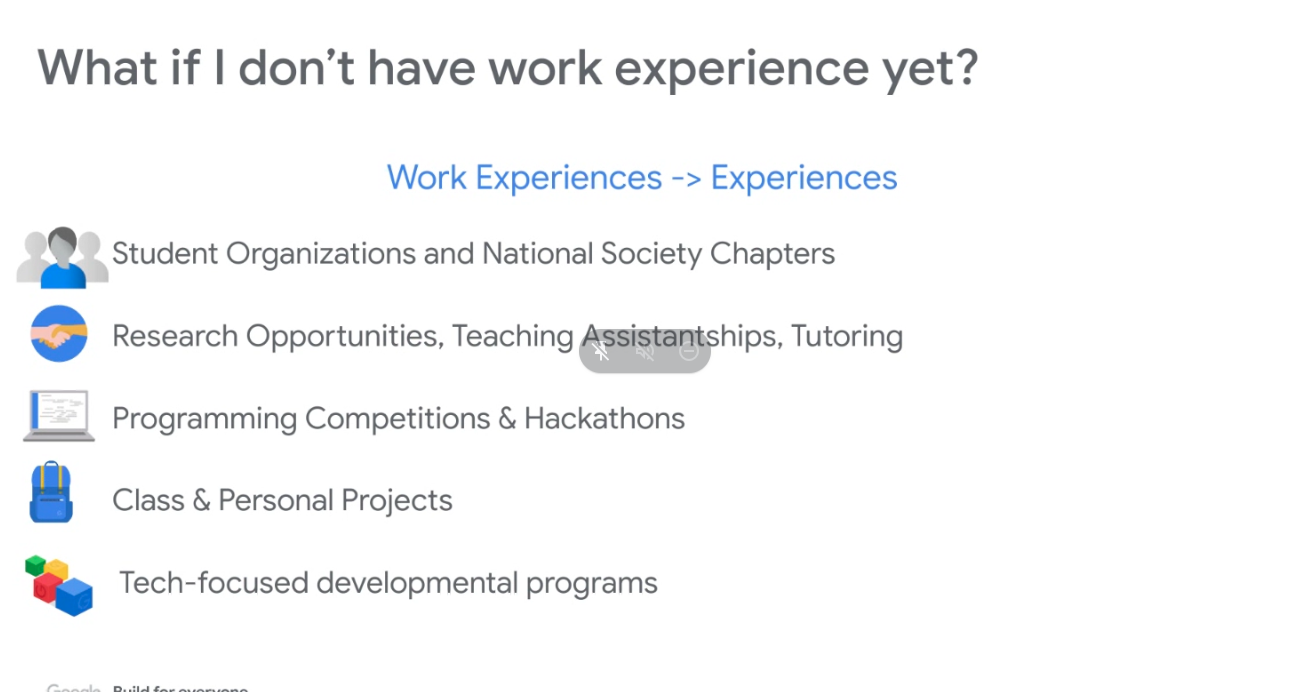 What if I don’t have work experience yet?
Work Experiences -> Experiences
Student Organizations and National Society Chapters
Research Opportunities, Teaching Assistantships, Tutoring
Programming Competitions & Hackathons
Class & Personal Projects
Tech-focused developmental programs
Google Build for everyone